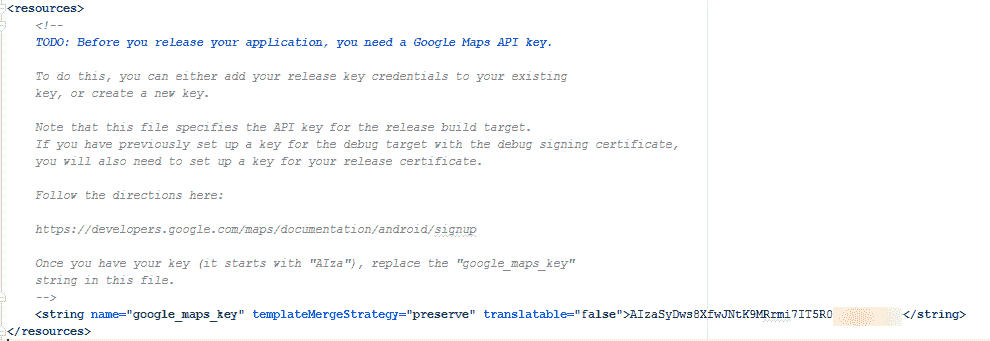 <resources>
<!--
TODO: Before you release your application, you need a Google Maps API key.
To do this, you can either add your release key credentials to your existing
key, or create a new key.
Note that this file specifies the API key for the release build target.
If you have previously set up a key for the debug target with the debug signing certificate,
you will also need to set up a key for your release certificate.
Follow the directions here:
https://developers.google.com/maps/documentation/android/signup
Once you have your key (it starts with "AIza"), replace the "google_maps_key"
string in this file.
-->
<string name="google_maps_key" templateMergeStrategy="preserve" translatable="false">AIzaSyDws8XfwJNtK9MRrmi7IT5R0</string>
</resources>